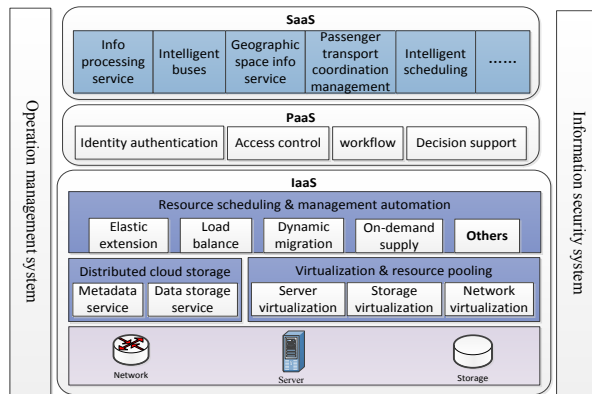 SaaS
Info
processing
service
Intelligent
buses
Geographic
space info
service
Passenger
transport
coordination
management
Intelligent
scheduling
……
PaaS
Identity authentication
Access control
workflow
Decision support
IaaS
Resource scheduling & management automation
Elastic
extension
Load
balance
Dynamic
migration
On-demand
supply
Others
Distributed cloud storage
Metadata
service
Data storage
service
Virtualization & resource pooling
Server
virtualization
Storage
virtualization
Network
virtualization
Network
Server
Storage
Operation management system
Information security system